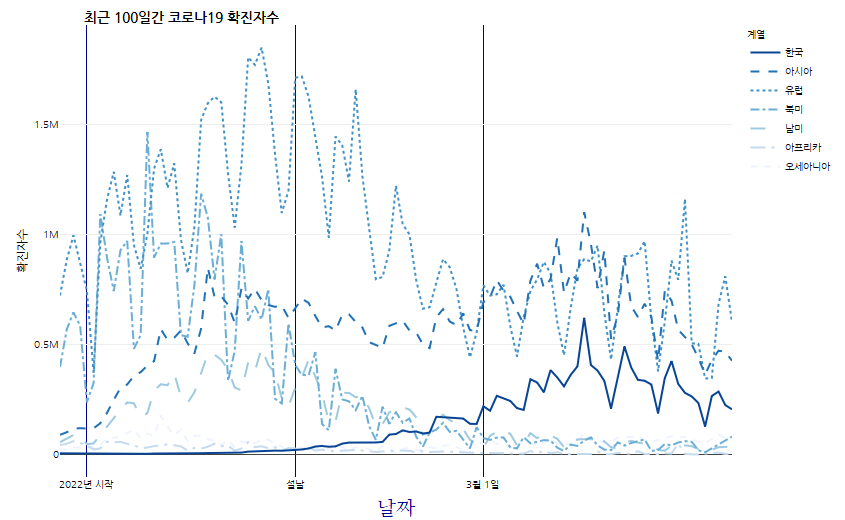 최근 100일간 코로나19 확진자수
계열
한국
아시아
유럽
북미
남미
아프리카
오세아니아
확진자수
1.5M
1M
0.5M
0
2022년 시작
설날
3월 1일
날짜